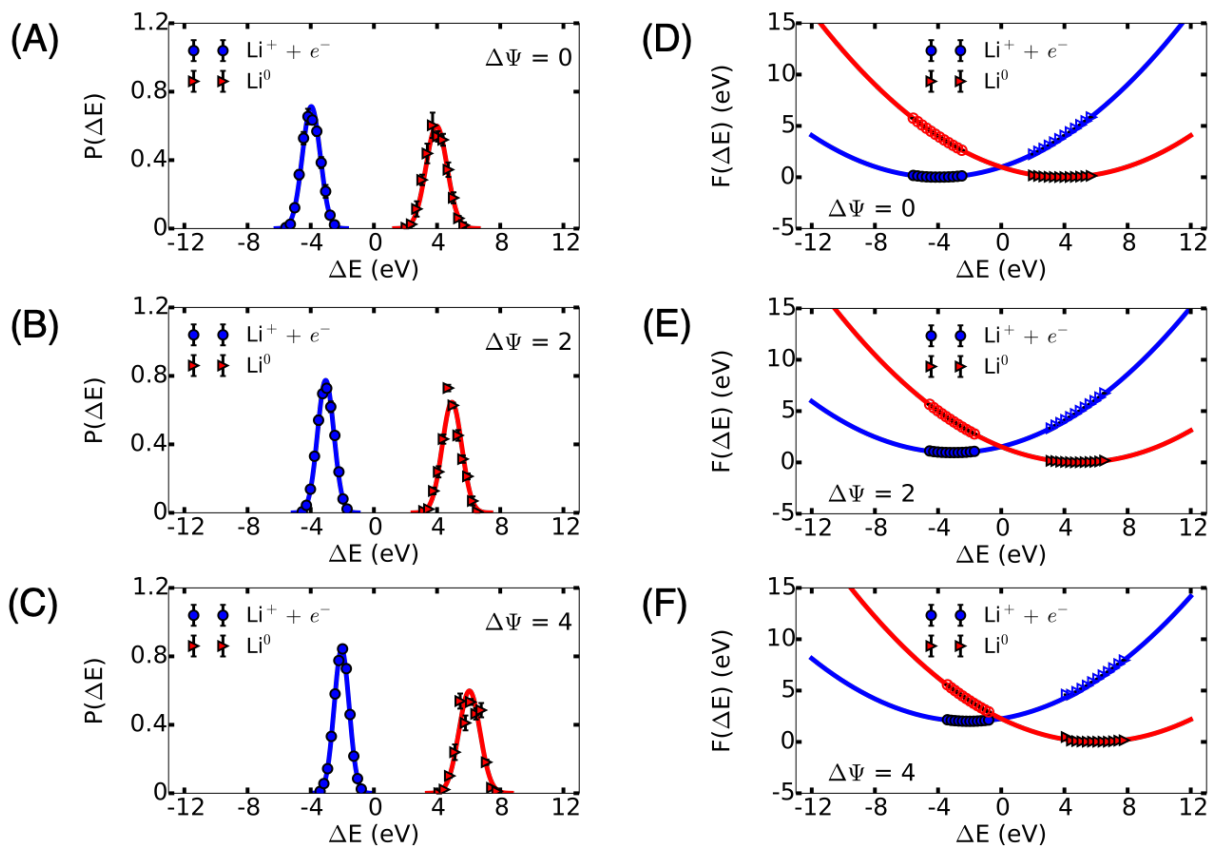 (A)
1.2
0.8
0.4
0
P(ΔE)
Li⁺ + e⁻
Li⁰
ΔΨ = 0
-12 -8 -4 0 4 8 12
ΔE (eV)
(D)
15
10
5
0
-5
F(ΔE) (eV)
Li⁺ + e⁻
Li⁰
ΔΨ = 0
-12 -8 -4 0 4 8 12
ΔE (eV)
(B)
1.2
0.8
0.4
0
P(ΔE)
Li⁺ + e⁻
Li⁰
ΔΨ = 2
-12 -8 -4 0 4 8 12
ΔE (eV)
(E)
15
10
5
0
-5
F(ΔE) (eV)
Li⁺ + e⁻
Li⁰
ΔΨ = 2
-12 -8 -4 0 4 8 12
ΔE (eV)
(C)
1.2
0.8
0.4
0
P(ΔE)
Li⁺ + e⁻
Li⁰
ΔΨ = 4
-12 -8 -4 0 4 8 12
ΔE (eV)
(F)
15
10
5
0
-5
F(ΔE) (eV)
Li⁺ + e⁻
Li⁰
ΔΨ = 4
-12 -8 -4 0 4 8 12
ΔE (eV)